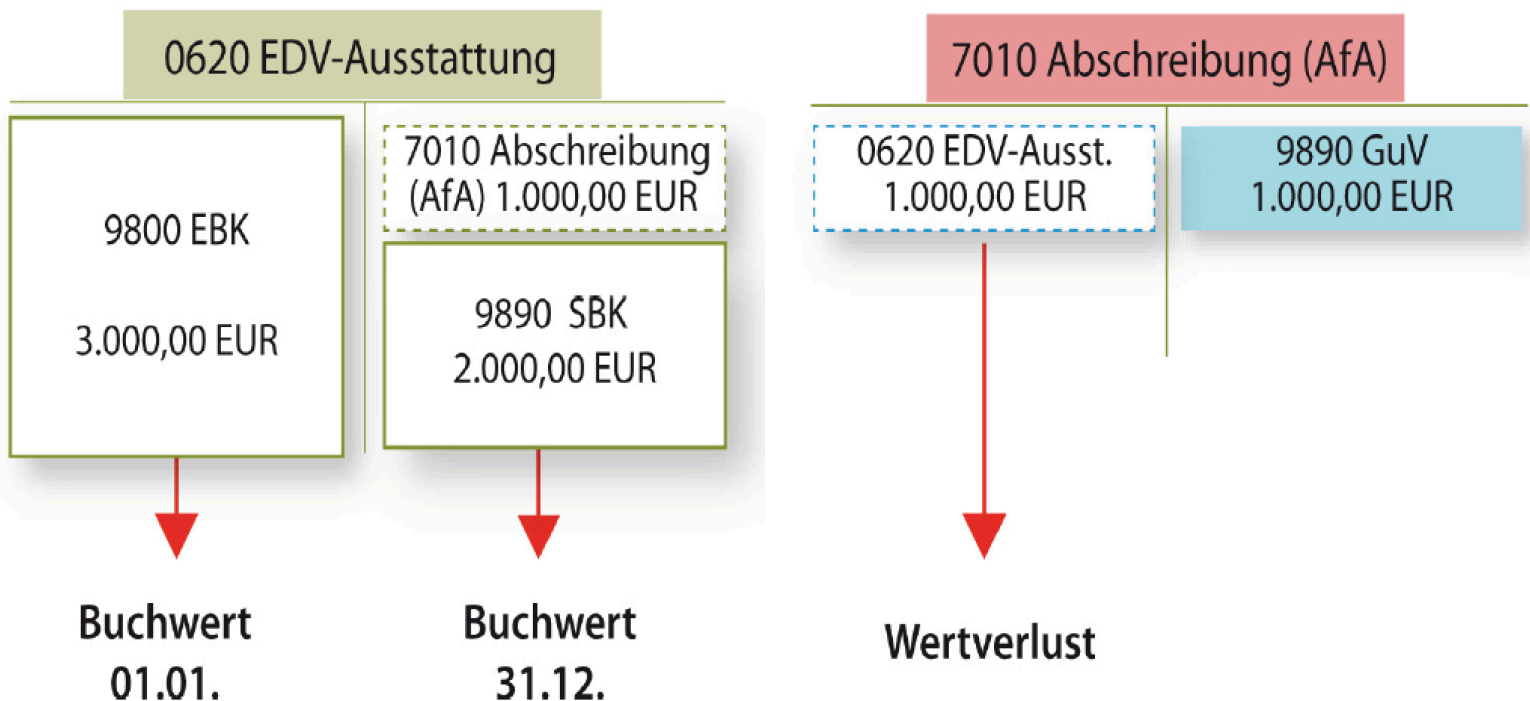 0620 EDV-Ausstattung
9800 EBK
3.000,00 EUR
7010 Abschreibung
(AfA) 1.000,00 EUR
9890 SBK
2.000,00 EUR
Buchwert
01.01.
Buchwert
31.12.
7010 Abschreibung (AfA)
0620 EDV-Ausst.
1.000,00 EUR
9890 GuV
1.000,00 EUR
Wertverlust